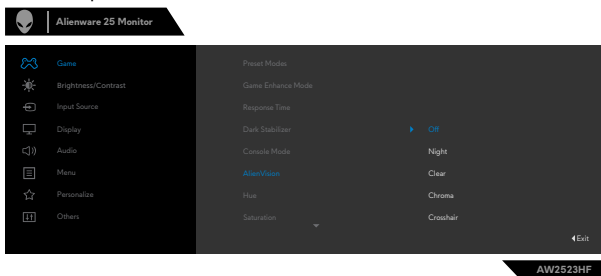 Alienware 25 Monitor
Game
Brightness/Contrast
Input Source
Display
Audio
Menu
Personalize
Others
Preset Modes
Game Enhance Mode
Response Time
Dark Stabilizer
Console Mode
AlienVision
Hue
Saturation
Off
Night
Clear
Chroma
Crosshair
Exit
AW2523HF